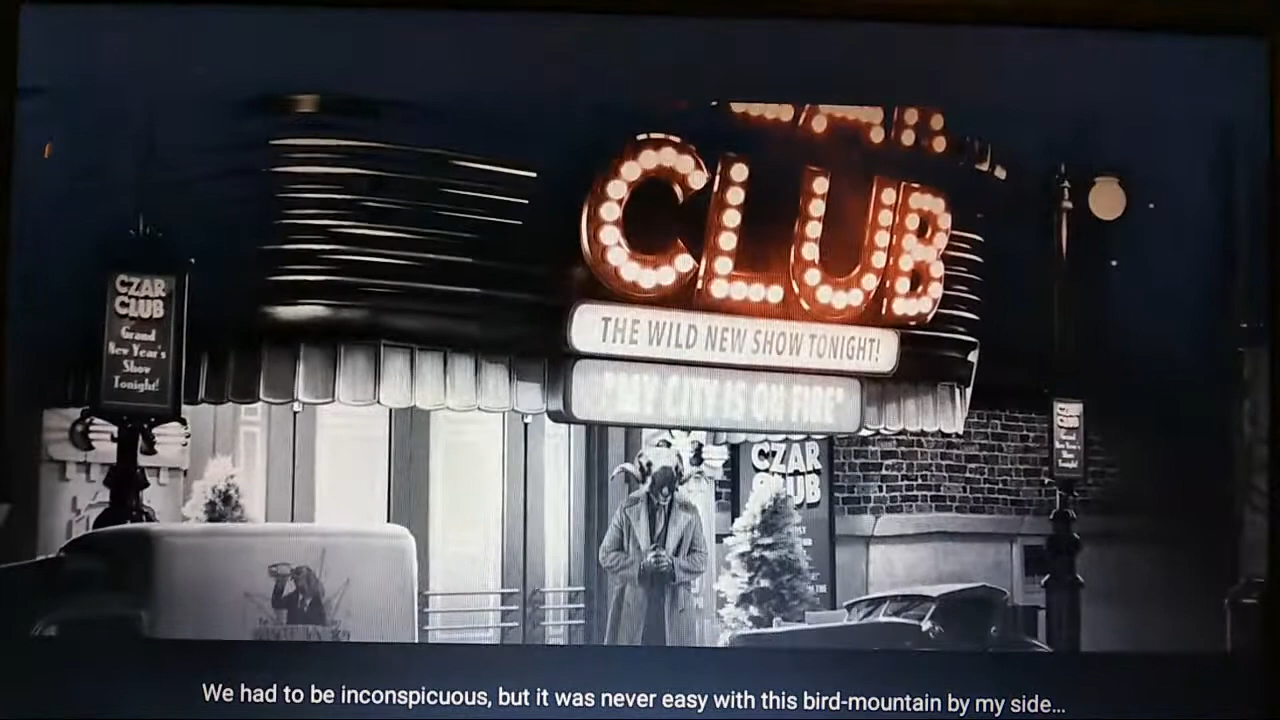 CLUB
THE WILD NEW SHOW TONIGHT!
"MY CITY IS ON FIRE"
CZAR
CLUB
Grand
New Year's
Show
Tonight!
CZAR
CLUB
We had to be inconspicuous, but it was never easy with this bird-mountain by my side...